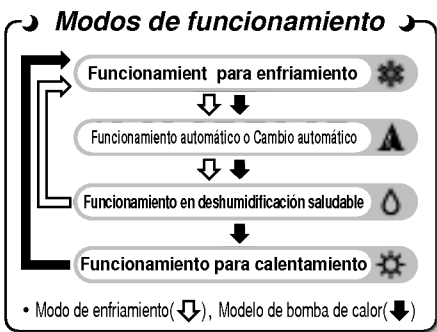 Modos de funcionamiento
Funcionamient para enfriamiento
Funcionamiento automático o Cambio automático
Funcionamiento en deshumidificación saludable
Funcionamiento para calentamiento
• Modo de enfriamiento( ), Modelo de bomba de calor( )